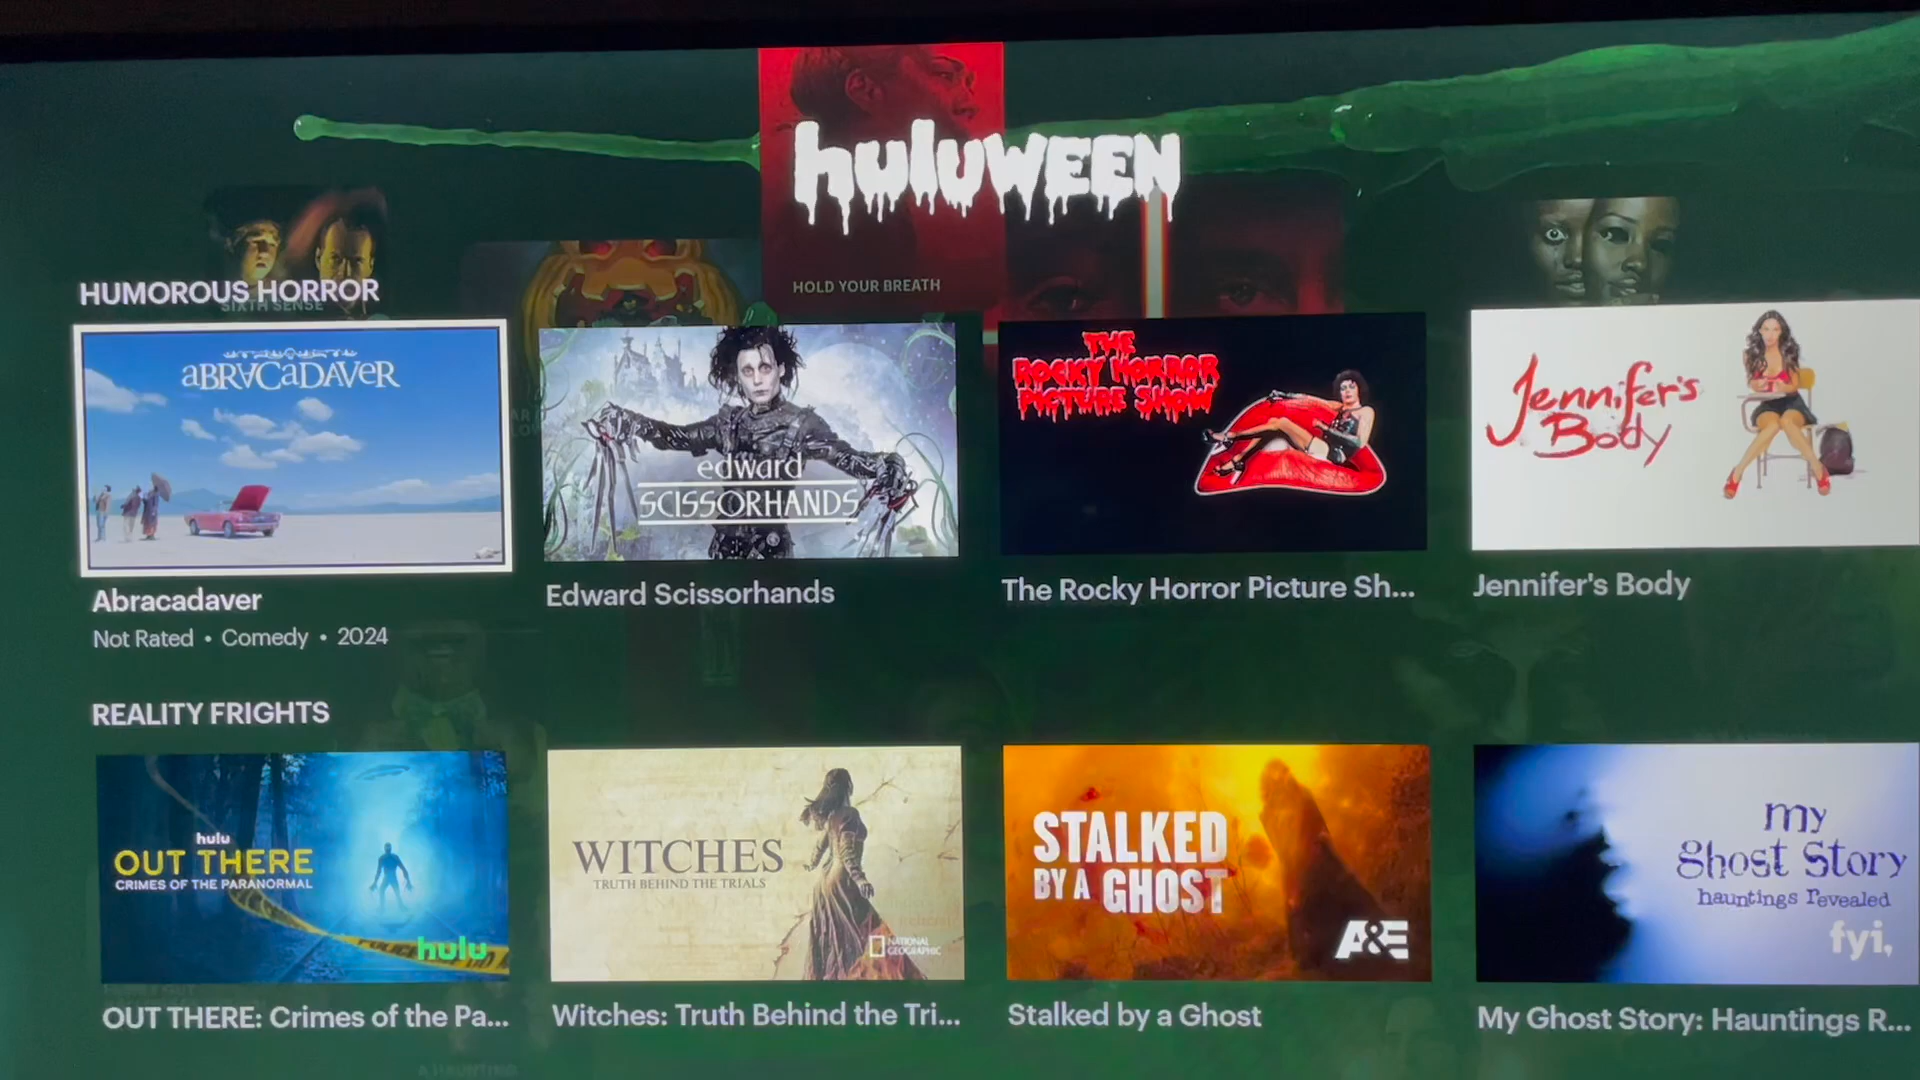 huluWEEN
HOLD YOUR BREATH
HUMOROUS HORROR
SIXTH SENSE
aBRaCaDAVeR
edward
SCISSORHANDS
THE
ROCKY HORROR
PICTURE SHOW
Jennifer's
Body
Abracadaver
Not Rated • Comedy • 2024
Edward Scissorhands
The Rocky Horror Picture Sh...
Jennifer's Body
REALITY FRIGHTS
hulu
OUT THERE
CRIMES OF THE PARANORMAL
hulu
WITCHES
TRUTH BEHIND THE TRIALS
NATIONAL
GEOGRAPHIC
STALKED
BY A GHOST
A&E
my
Ghost Story
hauntings revealed
fyi,
OUT THERE: Crimes of the Pa...
Witches: Truth Behind the Tri...
Stalked by a Ghost
My Ghost Story: Hauntings R...
A HAUNTING